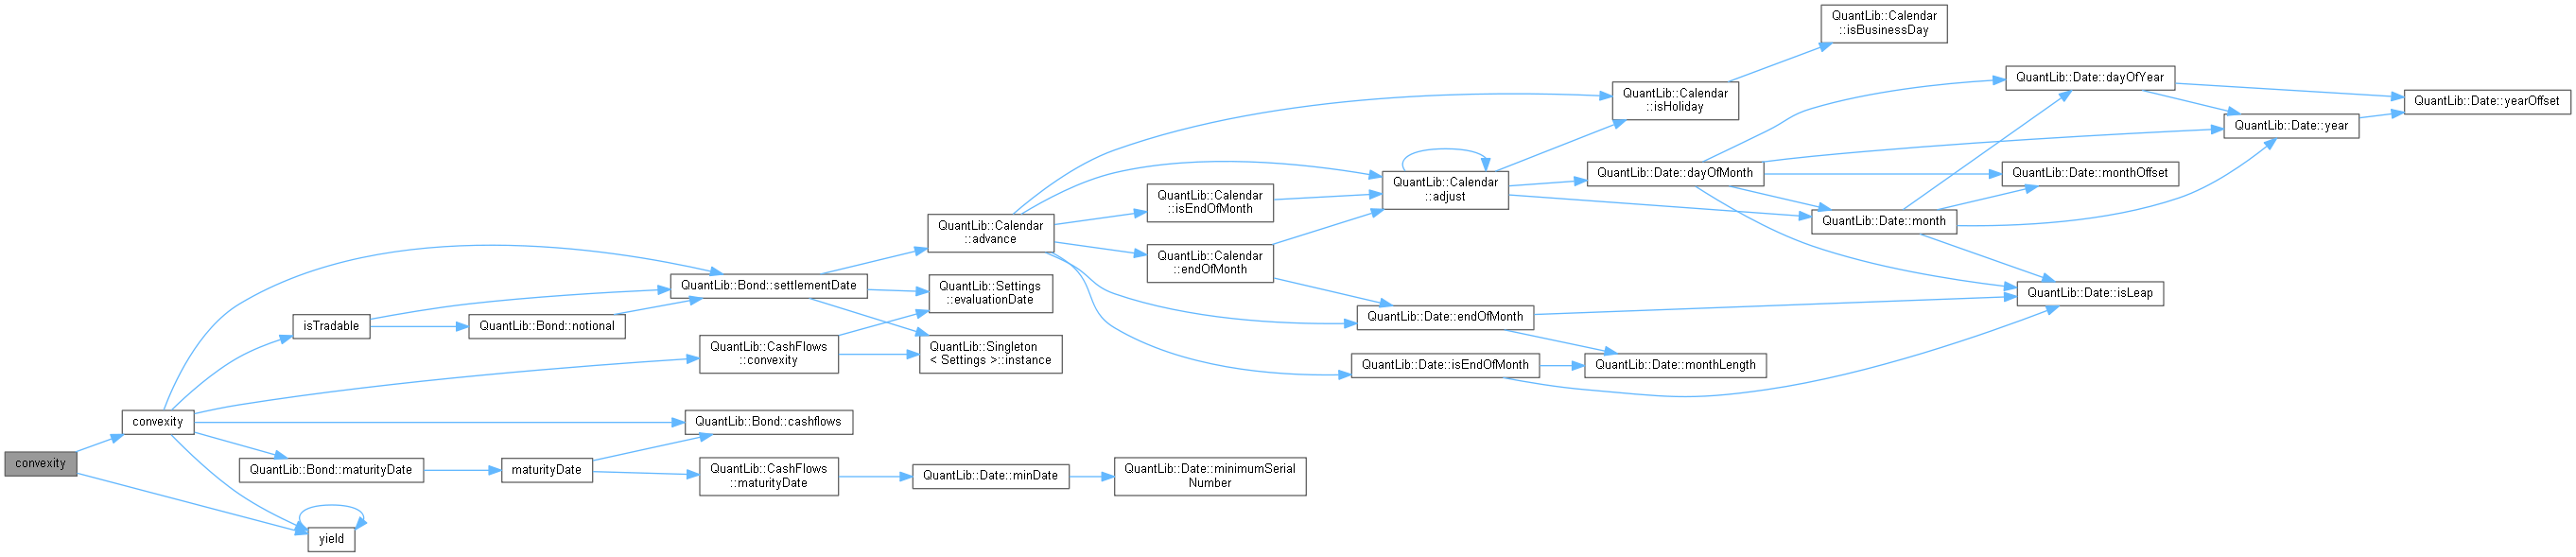 convexity
convexity
isTradable
QuantLib::Bond::maturityDate
yield
QuantLib::Bond::notional
maturityDate
QuantLib::Bond::settlementDate
QuantLib::CashFlows
::convexity
QuantLib::Bond::cashflows
QuantLib::CashFlows
::maturityDate
QuantLib::Calendar
::advance
QuantLib::Settings
::evaluationDate
QuantLib::Singleton
< Settings >::instance
QuantLib::Date::minDate
QuantLib::Calendar
::isEndOfMonth
QuantLib::Calendar
::endOfMonth
QuantLib::Date::minimumSerial
Number
QuantLib::Calendar
::adjust
QuantLib::Date::endOfMonth
QuantLib::Date::isEndOfMonth
QuantLib::Calendar
::isHoliday
QuantLib::Date::dayOfMonth
QuantLib::Date::monthLength
QuantLib::Calendar
::isBusinessDay
QuantLib::Date::month
QuantLib::Date::dayOfYear
QuantLib::Date::monthOffset
QuantLib::Date::isLeap
QuantLib::Date::year
QuantLib::Date::yearOffset